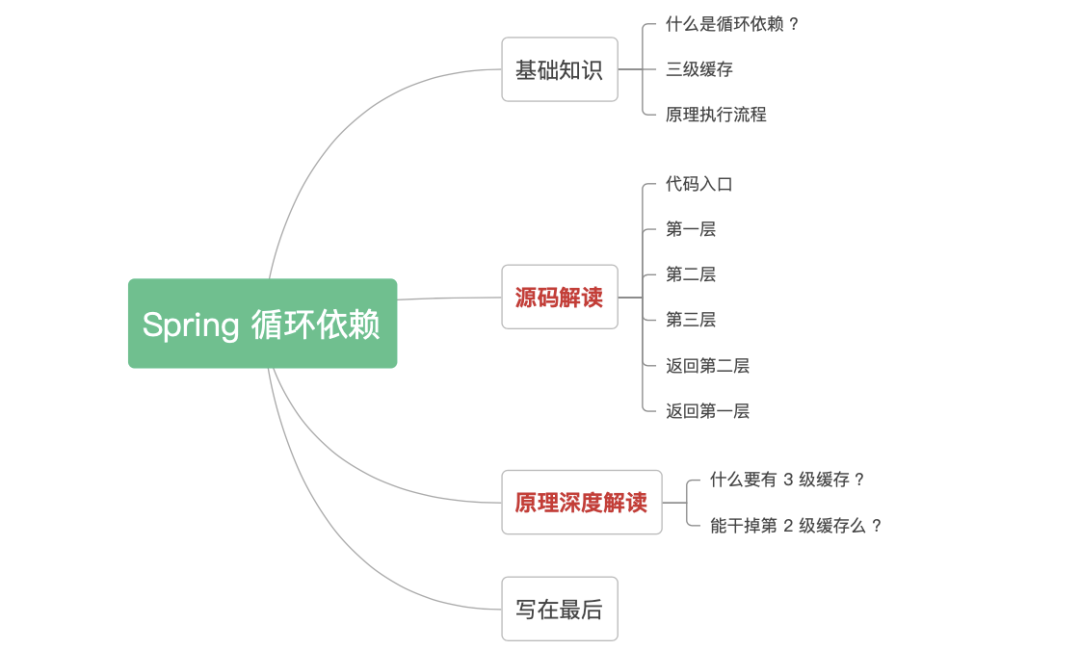 Spring 循环依赖
基础知识
什么是循环依赖？
三级缓存
原理执行流程
源码解读
代码入口
第一层
第二层
第三层
返回第二层
返回第一层
原理深度解读
什么要有 3 级缓存？
能干掉第 2 级缓存么？
写在最后